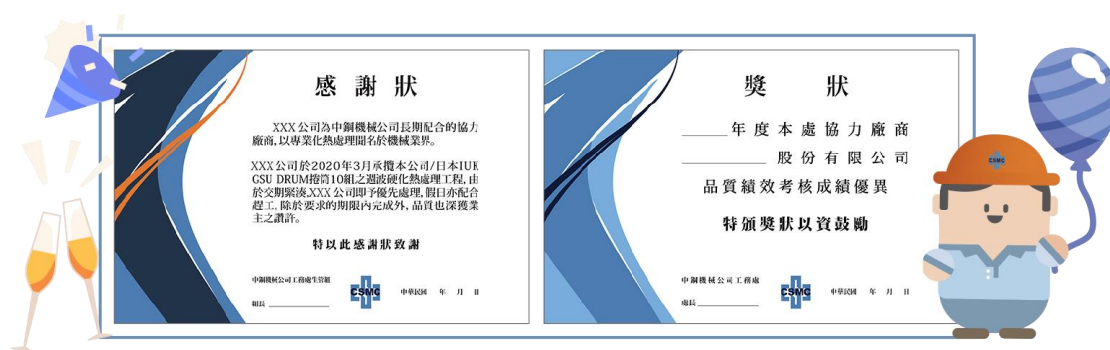 感謝狀
XXX公司為中鋼機械公司長期配合的協力
廠商,以專業化熱處理聞名於機械業界。
XXX公司於2020年3月承攬本公司/日本IUK
GSU DRUM捲筒10組之週波硬化熱處理工程, 由
於交期緊湊,XXX公司即予優先處理, 假日亦配合
趕工, 除於要求的期限內完成外, 品質也深獲業
主之讚許。
特以此感謝狀致謝
中鋼機械公司工務處生管組
組長
CSMC
中華民國 年 月 日
獎狀
年度本處協力廠商
股份有限公司
品質績效考核成績優異
特頒獎狀以資鼓勵
中鋼機械公司工務處
處長
CSMC
中華民國 年 月 日
CSMC